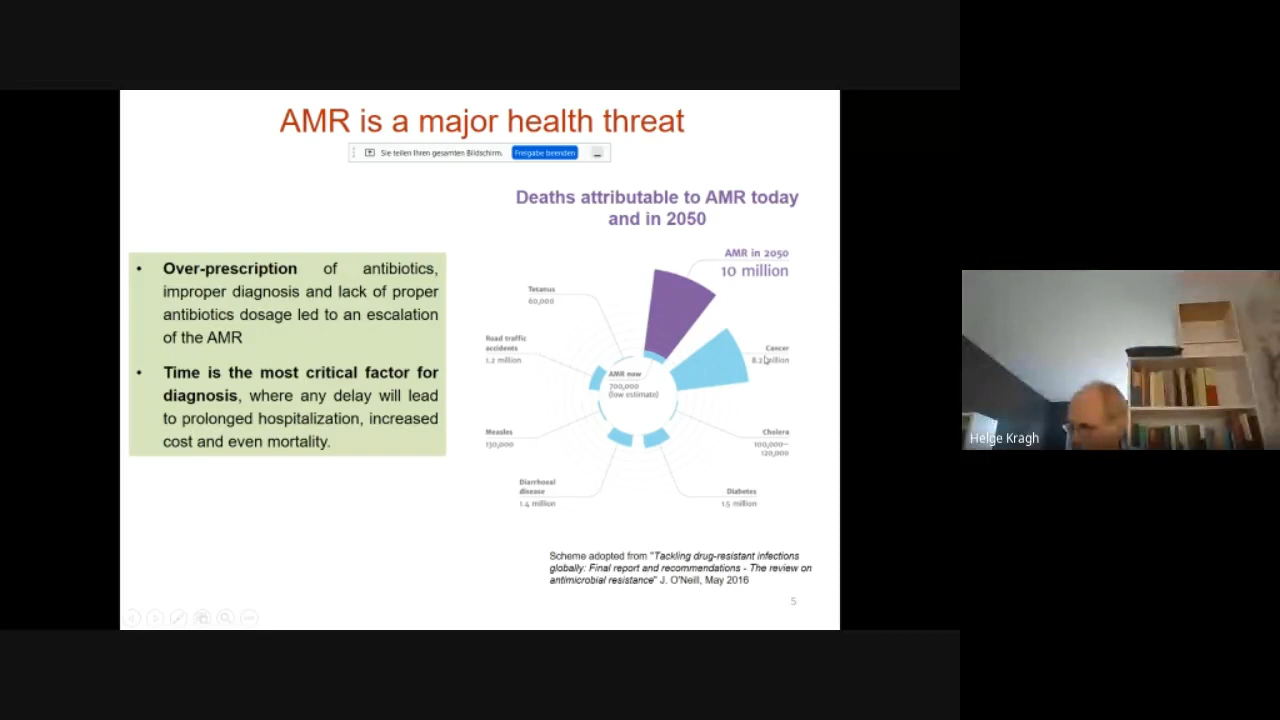 AMR is a major health threat
Sie teilen Ihren gesamten Bildschirm.
Freigabe beenden
Deaths attributable to AMR today
and in 2050
• Over-prescription of antibiotics,
improper diagnosis and lack of proper
antibiotics dosage led to an escalation
of the AMR
• Time is the most critical factor for
diagnosis, where any delay will lead
to prolonged hospitalization, increased
cost and even mortality.
AMR in 2050
10 million
Tetanus
60,000
Road traffic
accidents
1.2 million
Cancer
8.2 million
AMR now
700,000
(low estimate)
Measles
130,000
Cholera
100,000–
120,000
Diarrhoeal
disease
1.4 million
Diabetes
1.5 million
Scheme adopted from "Tackling drug-resistant infections
globally: Final report and recommendations - The review on
antimicrobial resistance" J. O'Neill, May 2016
5
Helge Kragh